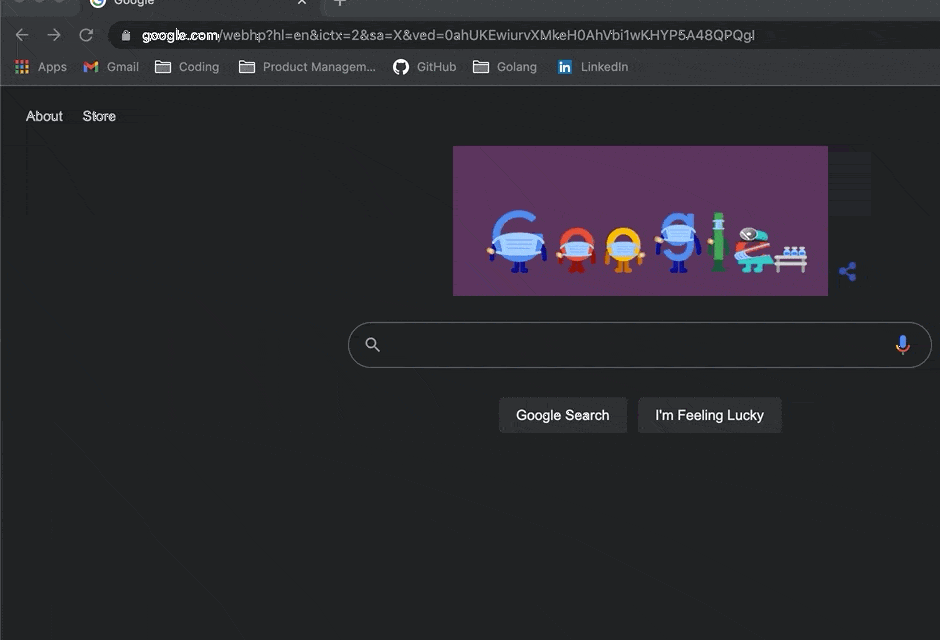 Google
google.com/webhp?hl=en&ictx=2&sa=X&ved=0ahUKEwiurvXMkeH0AhVbi1wKHYP5A48QPQgI
Apps Gmail Coding Product Managem... GitHub Golang LinkedIn
About Store
Google
Google Search I'm Feeling Lucky